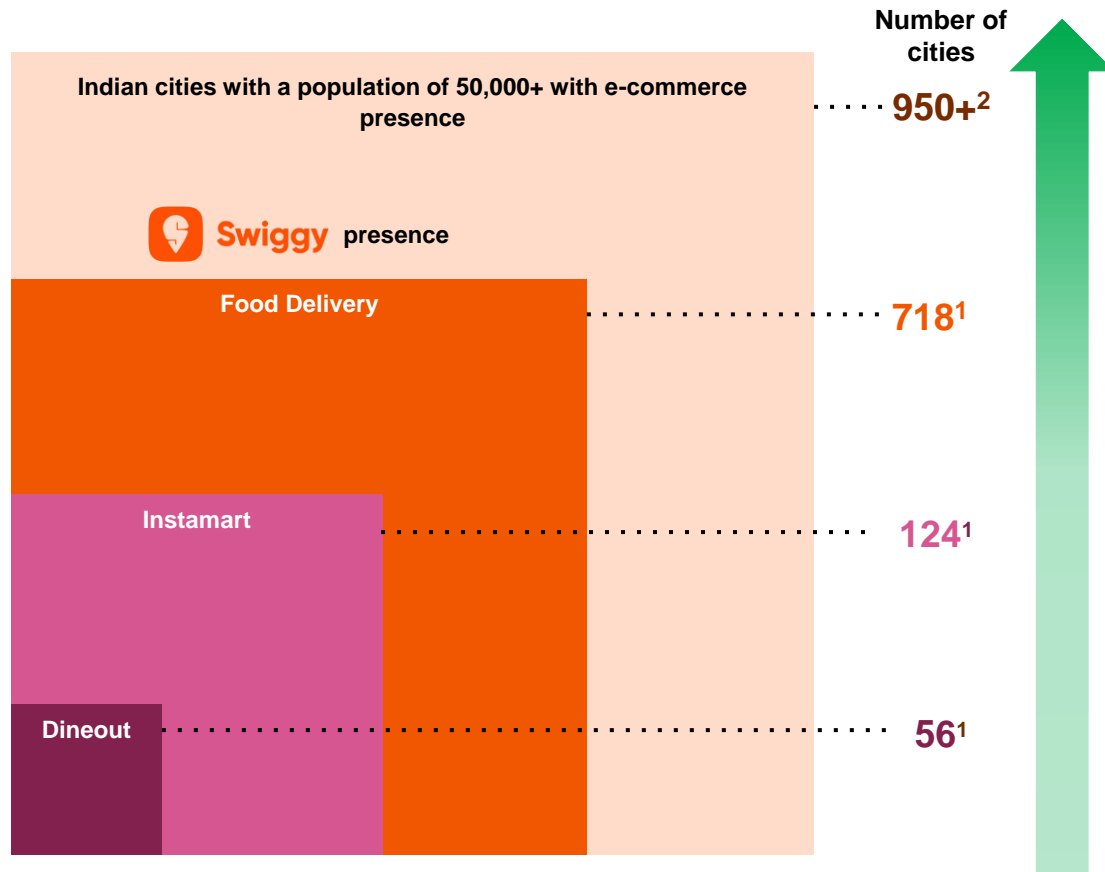 Number of
cities
Indian cities with a population of 50,000+ with e-commerce
presence
950+²
Swiggy presence
Food Delivery
718¹
Instamart
124¹
Dineout
56¹